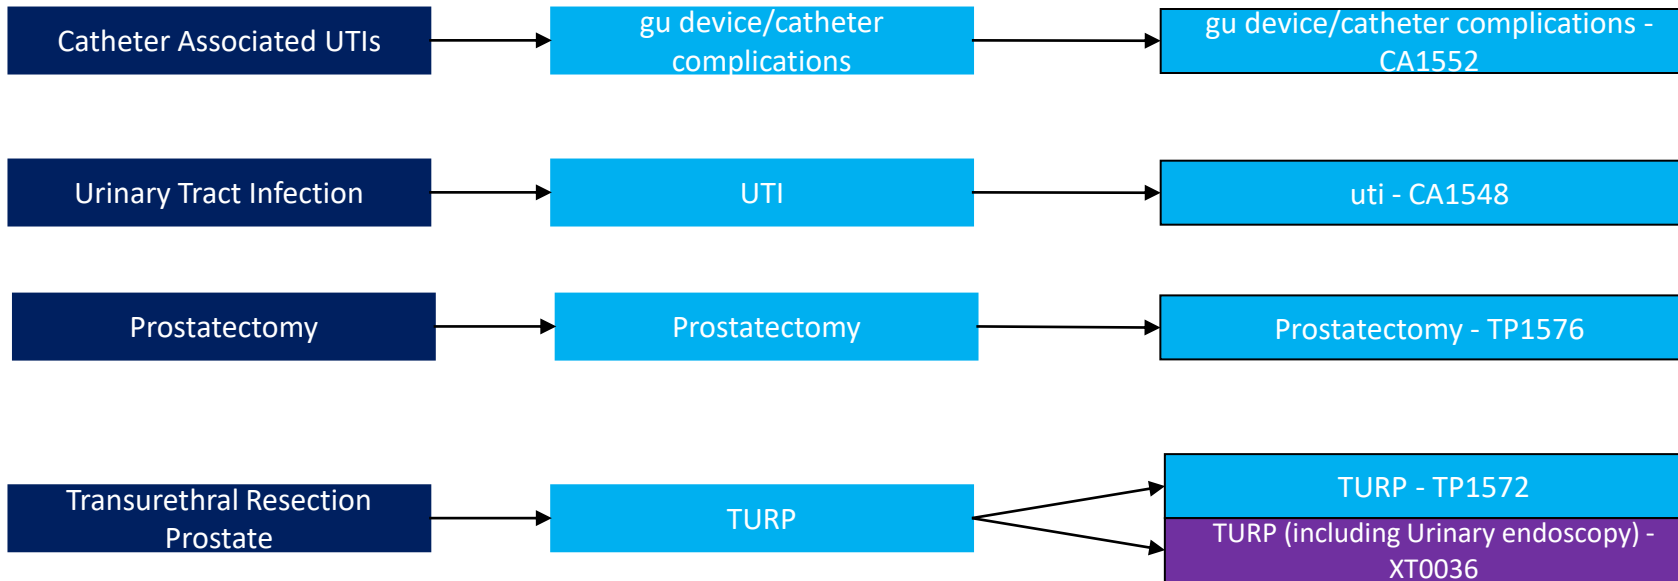 Catheter Associated UTIs
gu device/catheter
complications
gu device/catheter complications -
CA1552
Urinary Tract Infection
UTI
uti - CA1548
Prostatectomy
Prostatectomy
Prostatectomy - TP1576
Transurethral Resection
Prostate
TURP
TURP - TP1572
TURP (including Urinary endoscopy) -
XT0036